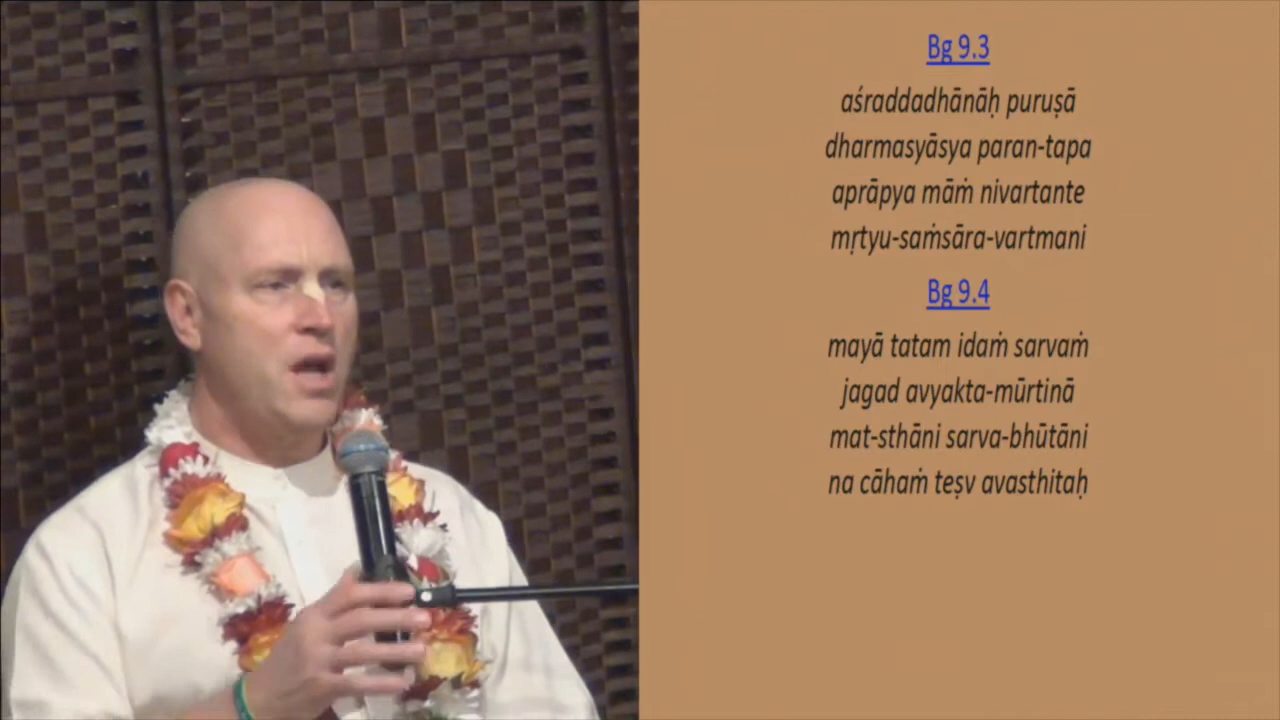 Bg 9.3
aśraddadhānāḥ puruṣā
dharmasyāsya paran-tapa
aprāpya māṁ nivartante
mṛtyu-saṁsāra-vartmani
Bg 9.4
mayā tatam idaṁ sarvaṁ
jagad avyakta-mūrtinā
mat-sthāni sarva-bhūtāni
na cāhaṁ teṣv avasthitaḥ